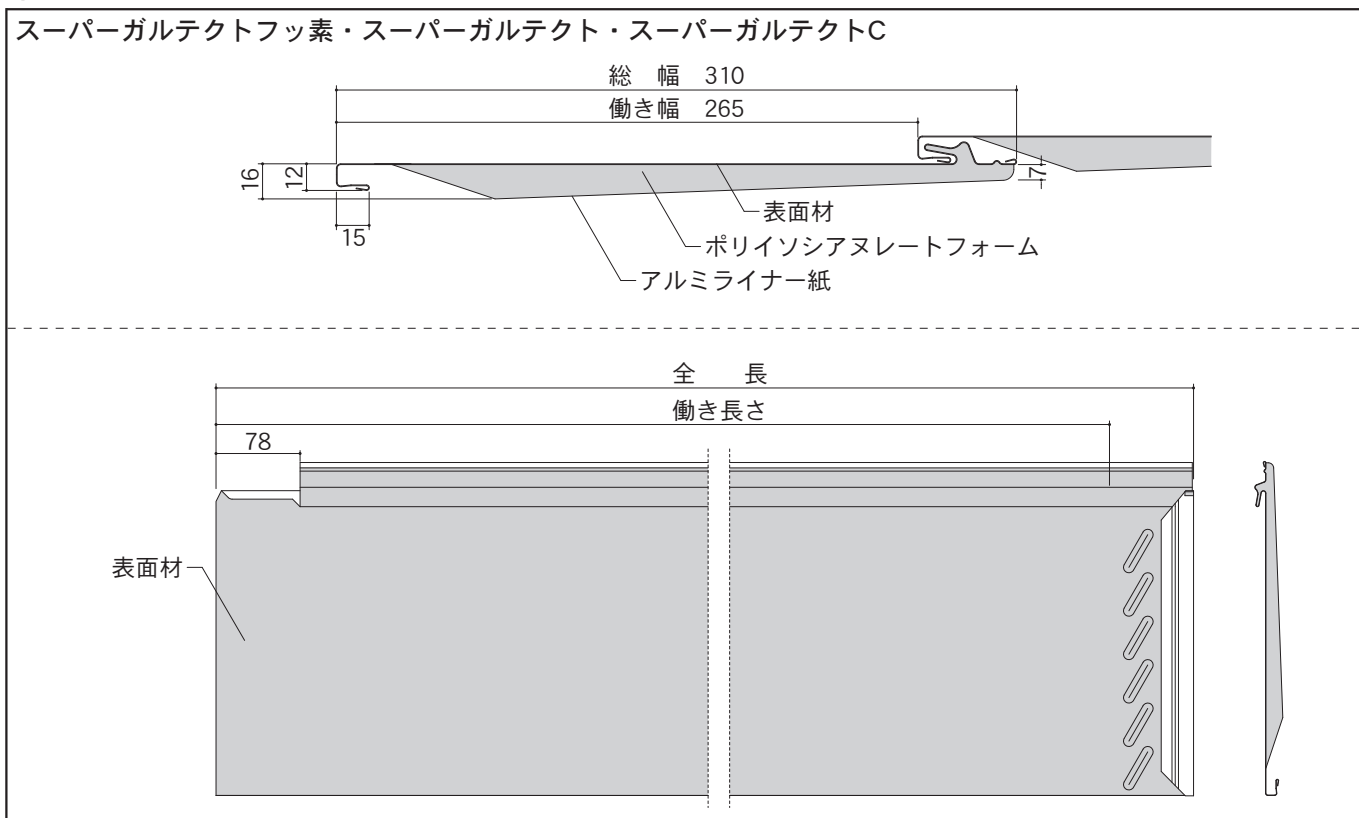 スーパーガルテクトフッ素・スーパーガルテクト・スーパーガルテクトC
総 幅 310
働き幅 265
16
12
7
15
表面材
ポリイソシアヌレートフォーム
アルミライナー紙
全 長
働き長さ
78
表面材